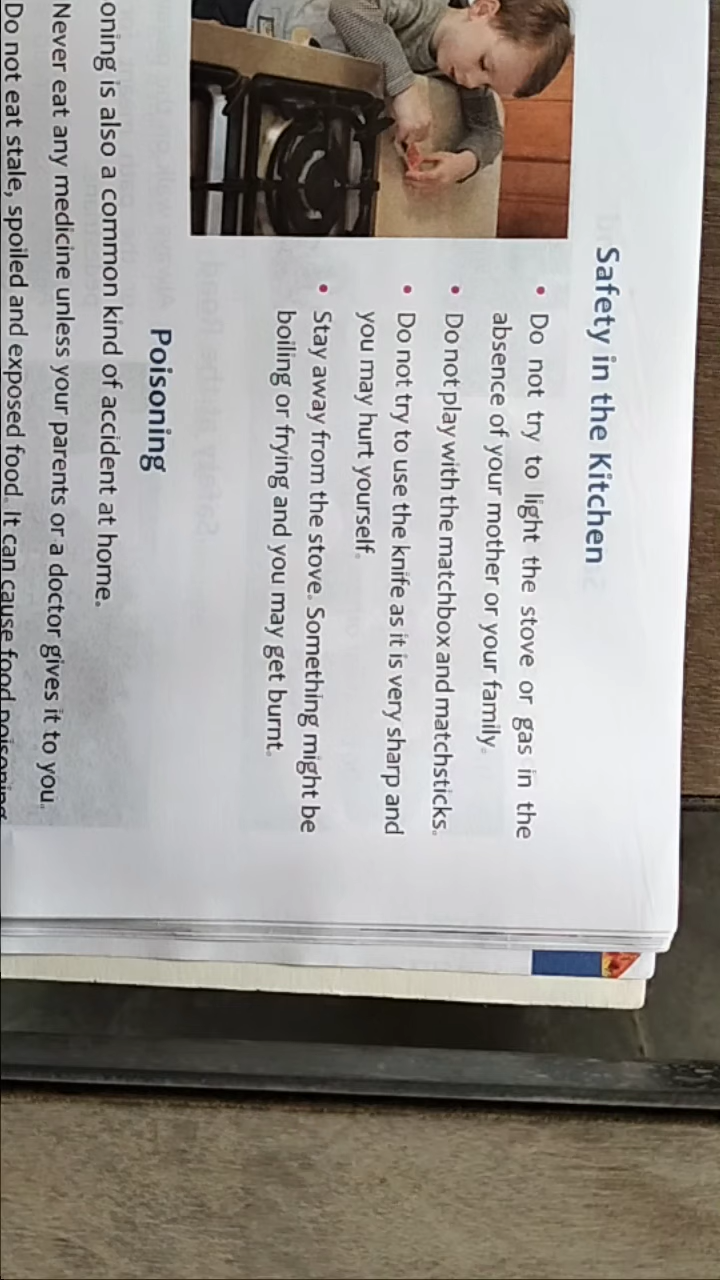 Safety in the Kitchen
• Do not try to light the stove or gas in the
absence of your mother or your family.
• Do not play with the matchbox and matchsticks.
• Do not try to use the knife as it is very sharp and
you may hurt yourself.
• Stay away from the stove. Something might be
boiling or frying and you may get burnt.
Poisoning
oning is also a common kind of accident at home.
Never eat any medicine unless your parents or a doctor gives it to you.
Do not eat stale, spoiled and exposed food. It can cause food poisoning